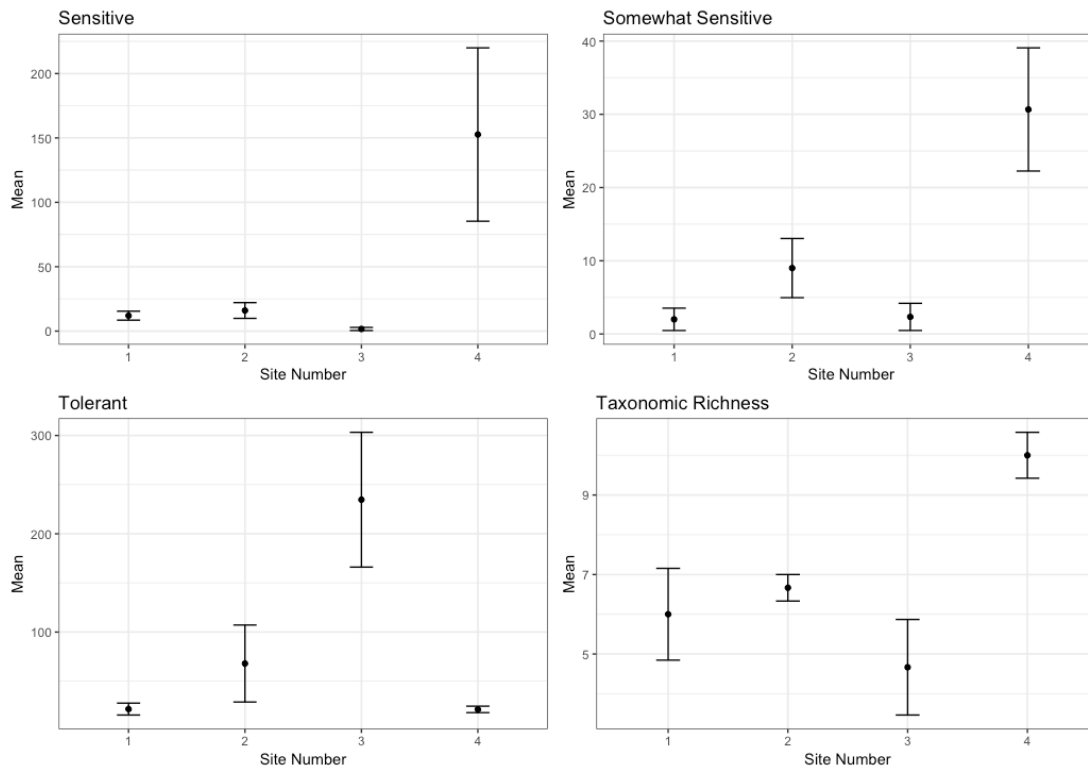 Sensitive
Mean
200
150
100
50
0
1 2 3 4
Site Number
Somewhat Sensitive
Mean
40
30
20
10
0
1 2 3 4
Site Number
Tolerant
Mean
300
200
100
1 2 3 4
Site Number
Taxonomic Richness
Mean
9
7
5
1 2 3 4
Site Number